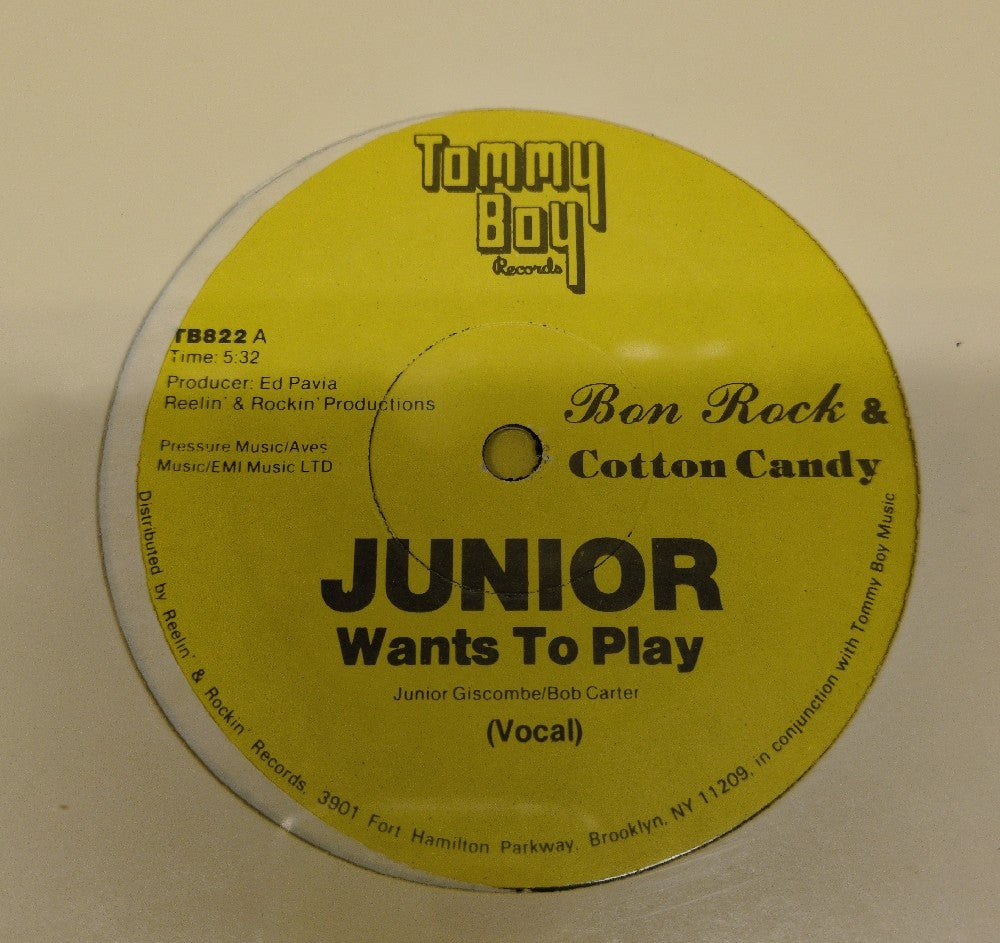 Tommy
Boy
Records
TB822 A
Time: 5:32
Producer: Ed Pavia
Reelin' & Rockin' Productions
Pressure Music/Aves
Music/EMI Music LTD
Bon Rock &
Cotton Candy
JUNIOR
Wants To Play
Junior Giscombe/Bob Carter
(Vocal)
Distributed by Reelin' & Rockin' Records, 3901 Fort Hamilton Parkway, Brooklyn, NY 11209, in conjunction with Tommy Boy Music